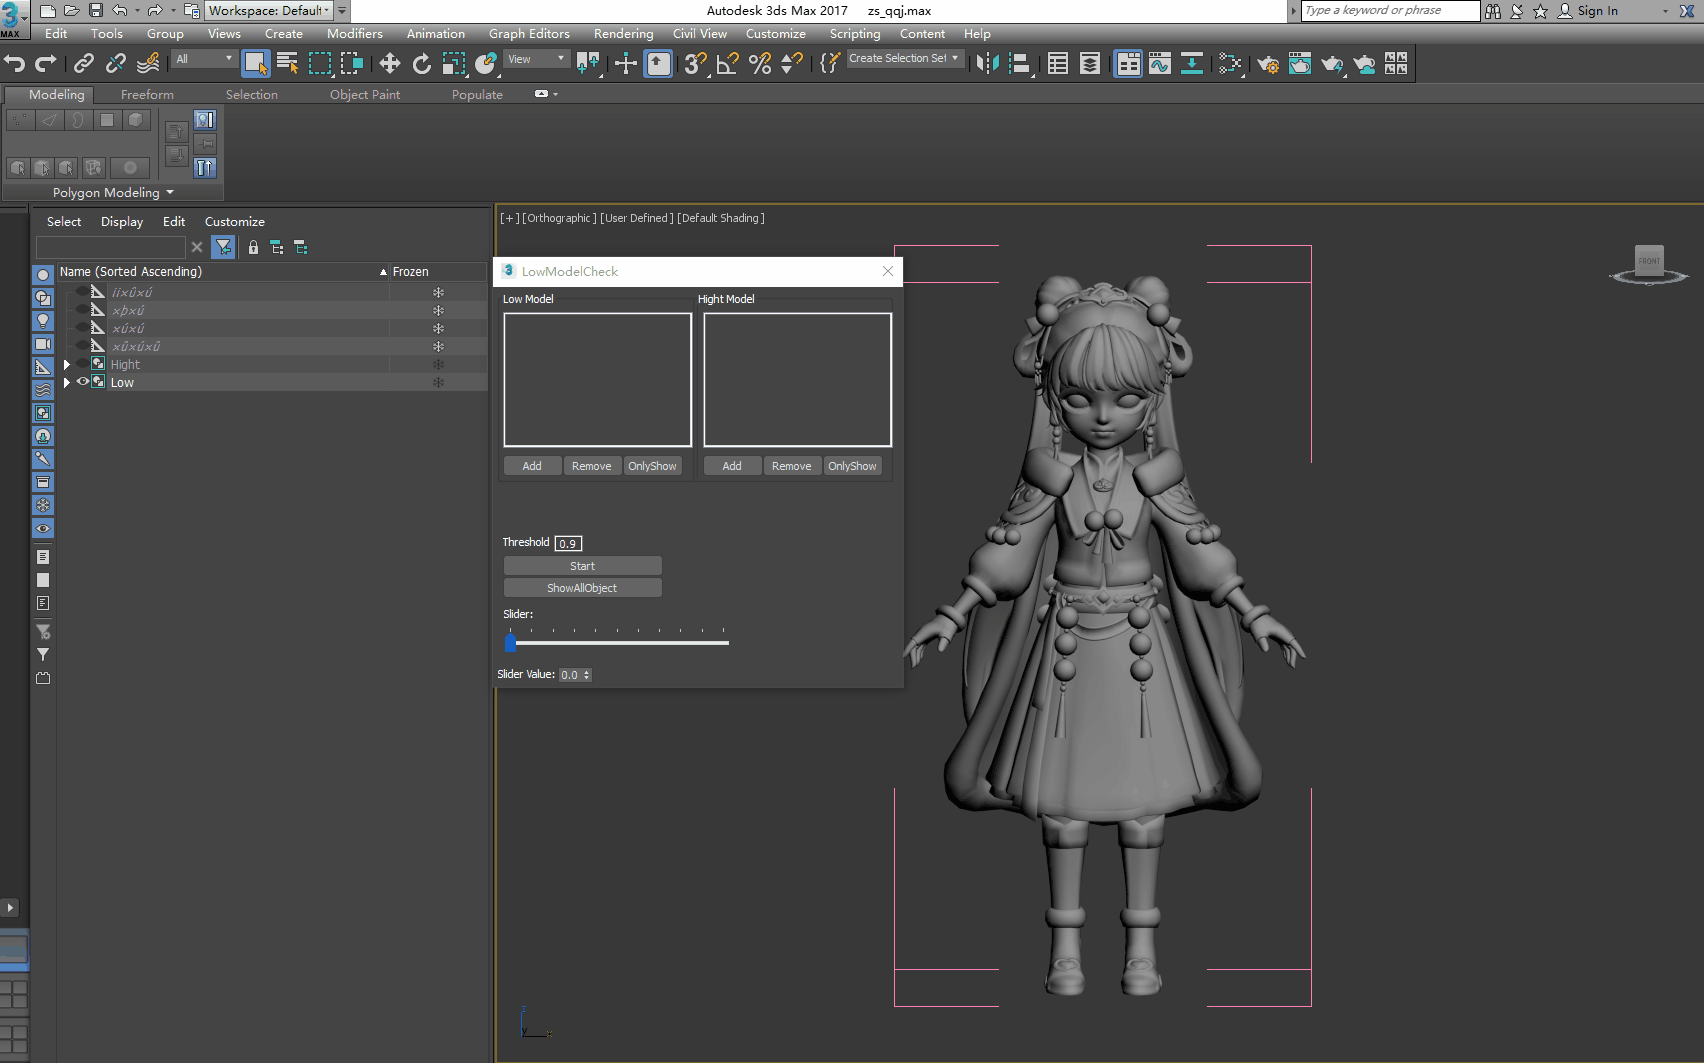 3
MAX
Workspace: Default
Autodesk 3ds Max 2017 zs_qqj.max
Type a keyword or phrase
Sign In
Edit Tools Group Views Create Modifiers Animation Graph Editors Rendering Civil View Customize Scripting Content Help
All
View
Create Selection Set
Modeling Freeform Selection Object Paint Populate
Polygon Modeling
Select Display Edit Customize
Name (Sorted Ascending) Frozen
Hight
Low
[+] [Orthographic] [User Defined] [Default Shading]
FRONT
LowModelCheck
Low Model Hight Model
Add Remove OnlyShow Add Remove OnlyShow
Threshold 0.9
Start
ShowAllObject
Slider:
Slider Value: 0.0